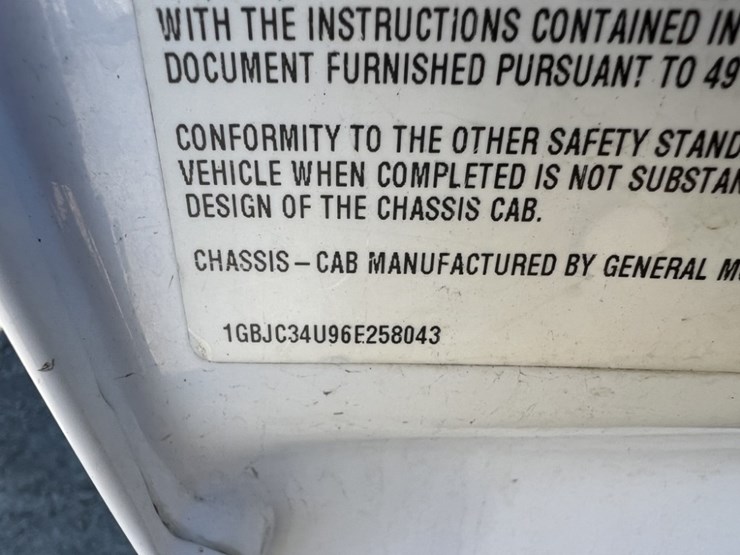 WITH THE INSTRUCTIONS CONTAINED IN
DOCUMENT FURNISHED PURSUANT TO 49
CONFORMITY TO THE OTHER SAFETY STAND
VEHICLE WHEN COMPLETED IS NOT SUBSTAN
DESIGN OF THE CHASSIS CAB.
CHASSIS – CAB MANUFACTURED BY GENERAL M
1GBJC34U96E258043